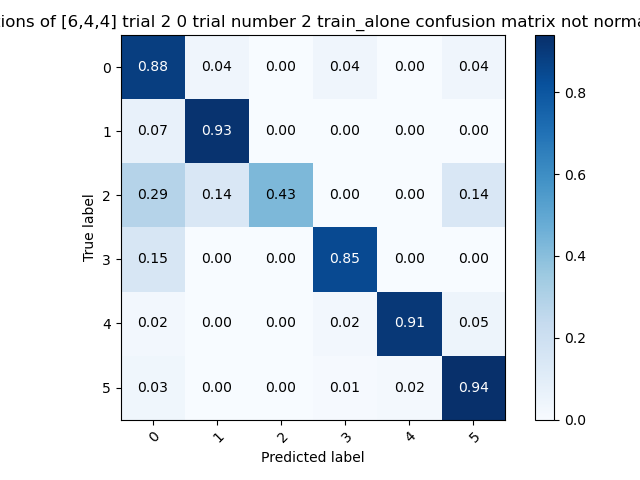 tions of [6,4,4] trial 2 0 trial number 2 train_alone confusion matrix not norma
0 0.88 0.04 0.00 0.04 0.00 0.04
1 0.07 0.93 0.00 0.00 0.00 0.00
2 0.29 0.14 0.43 0.00 0.00 0.14
3 0.15 0.00 0.00 0.85 0.00 0.00
4 0.02 0.00 0.00 0.02 0.91 0.05
5 0.03 0.00 0.00 0.01 0.02 0.94
0 1 2 3 4 5
True label
Predicted label
0.8
0.6
0.4
0.2
0.0